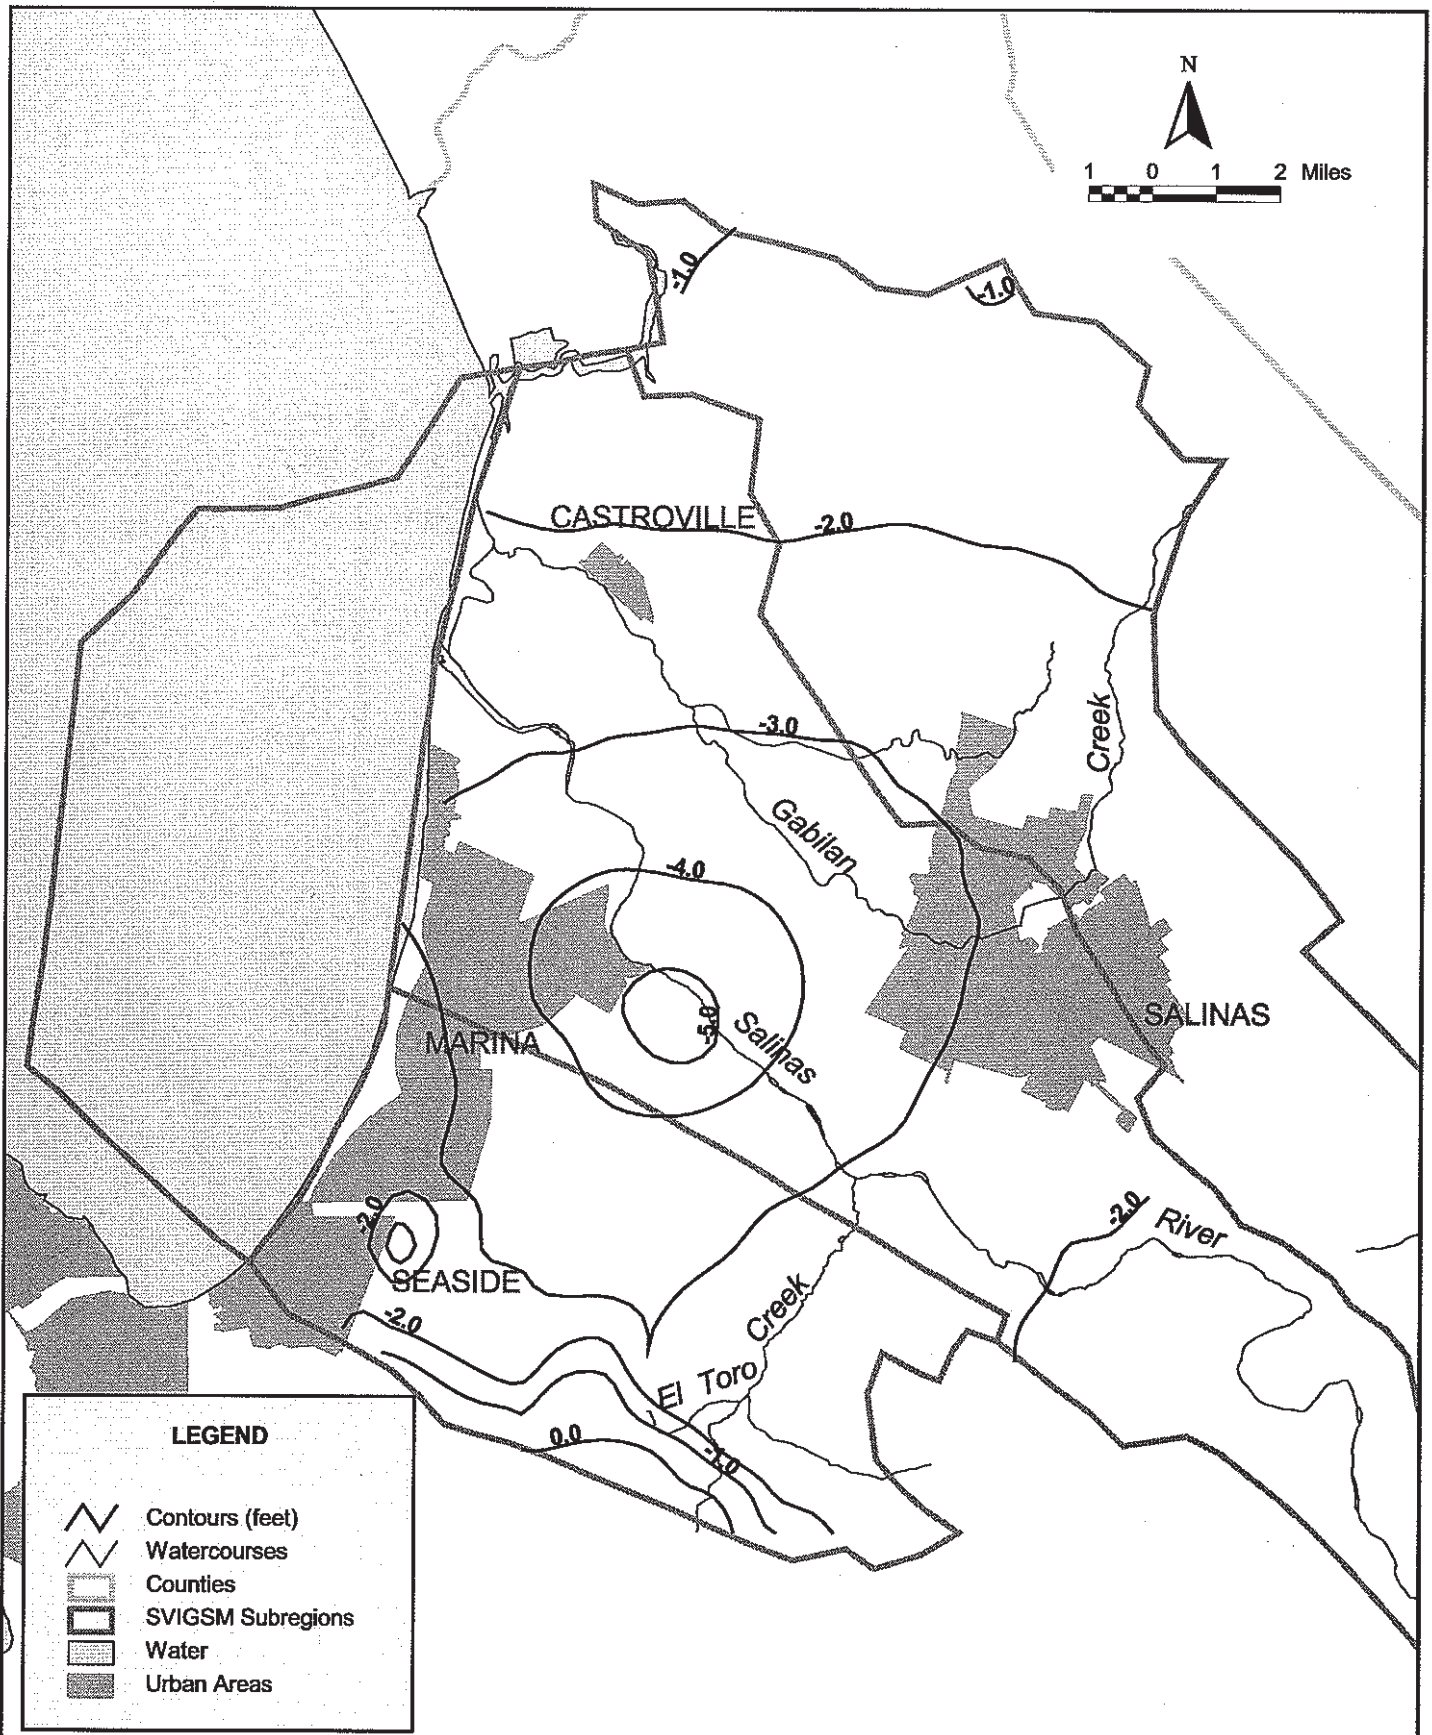 N
1 0 1 2 Miles
-1.0
-1.0
CASTROVILLE
-2.0
-3.0
Creek
Gabilan
-4.0
-5.0
Salinas
SALINAS
MARINA
-2.0
-2.0
River
SEASIDE
-2.0
Creek
El Toro
0.0
-1.0
LEGEND
Contours (feet)
Watercourses
Counties
SVIGSM Subregions
Water
Urban Areas